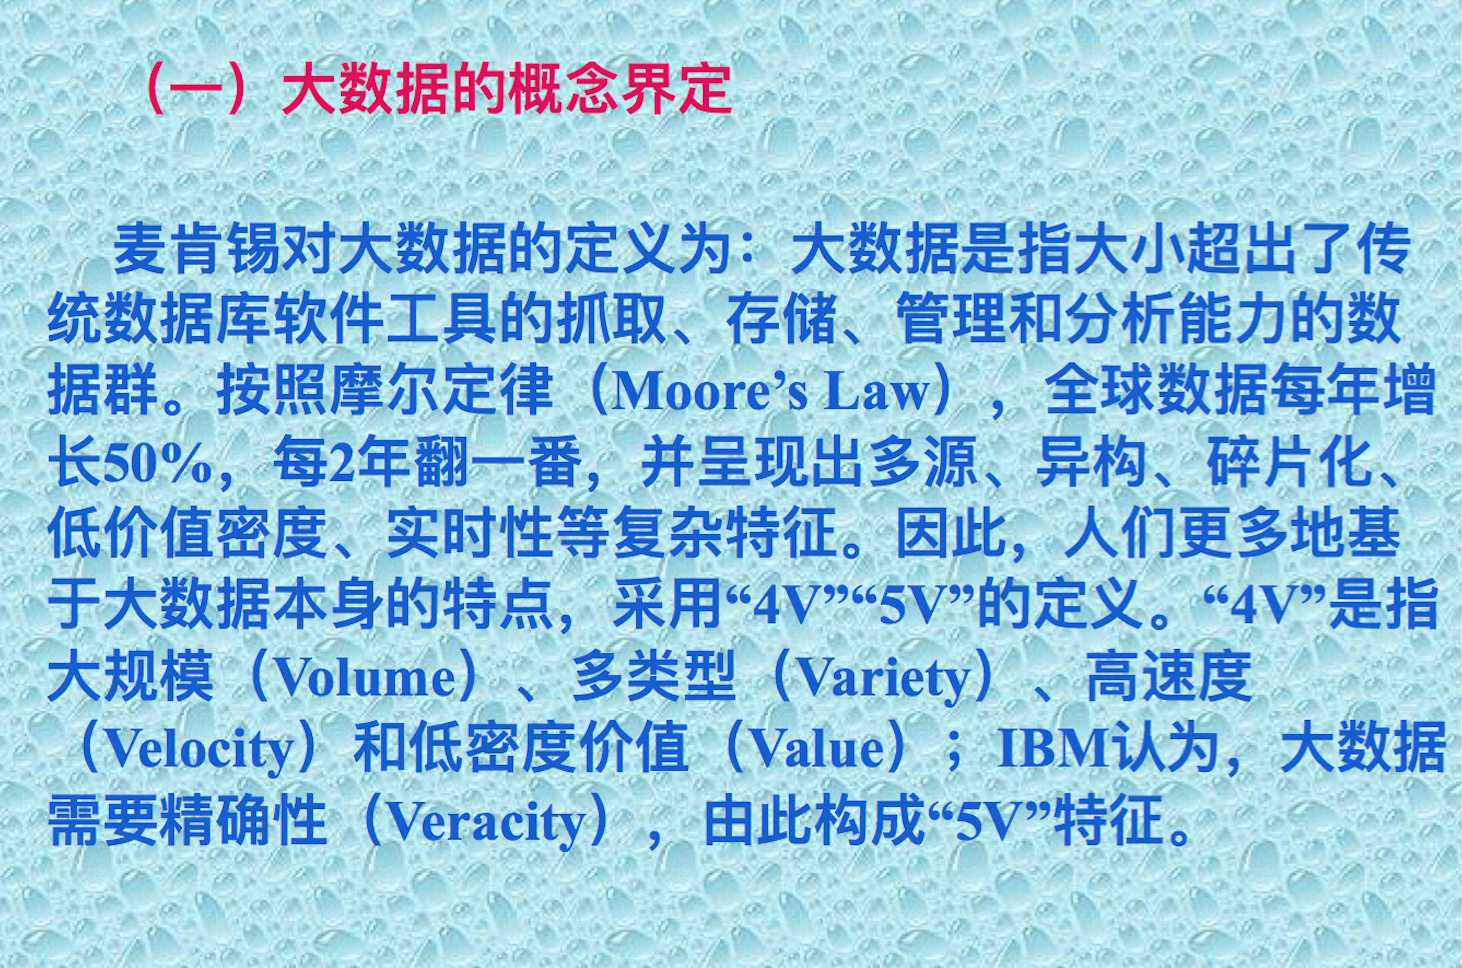 （一）大数据的概念界定
麦肯锡对大数据的定义为：大数据是指大小超出了传
统数据库软件工具的抓取、存储、管理和分析能力的数
据群。按照摩尔定律（Moore’s Law），全球数据每年增
长50%，每2年翻一番，并呈现出多源、异构、碎片化、
低价值密度、实时性等复杂特征。因此，人们更多地基
于大数据本身的特点，采用“4V”“5V”的定义。“4V”是指
大规模（Volume）、多类型（Variety）、高速度
（Velocity）和低密度价值（Value）；IBM认为，大数据
需要精确性（Veracity），由此构成“5V”特征。